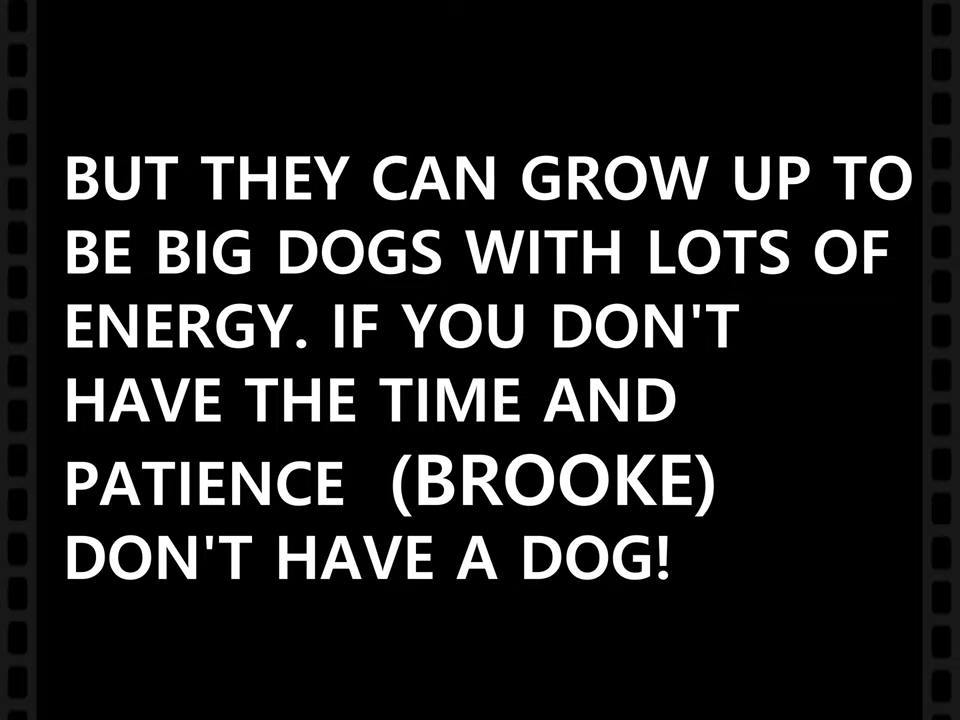 BUT THEY CAN GROW UP TO
BE BIG DOGS WITH LOTS OF
ENERGY. IF YOU DON'T
HAVE THE TIME AND
PATIENCE (BROOKE)
DON'T HAVE A DOG!